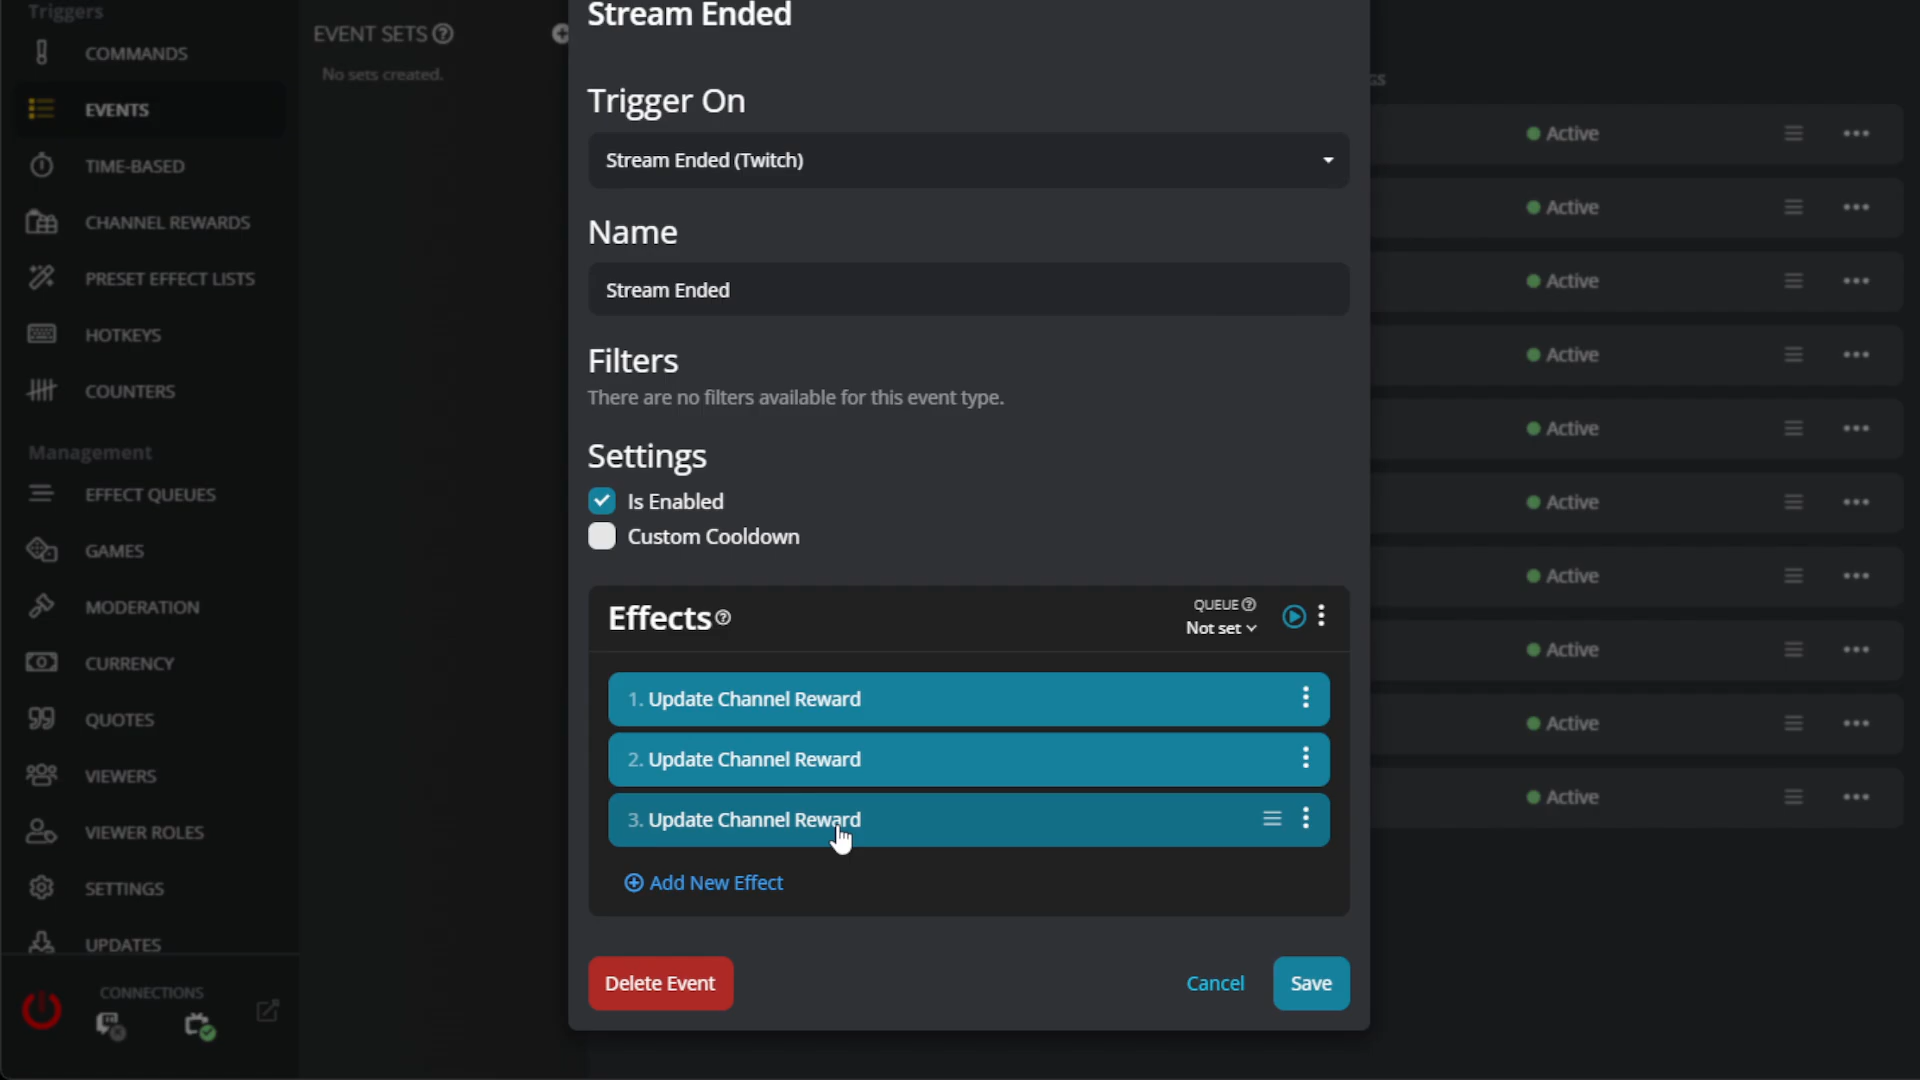 Triggers
COMMANDS
EVENTS
TIME-BASED
CHANNEL REWARDS
PRESET EFFECT LISTS
HOTKEYS
COUNTERS
Management
EFFECT QUEUES
GAMES
MODERATION
CURRENCY
QUOTES
VIEWERS
VIEWER ROLES
SETTINGS
UPDATES
CONNECTIONS
EVENT SETS
No sets created.
Stream Ended
Trigger On
Stream Ended (Twitch)
Name
Stream Ended
Filters
There are no filters available for this event type.
Settings
Is Enabled
Custom Cooldown
Effects
QUEUE
Not set
1. Update Channel Reward
2. Update Channel Reward
3. Update Channel Reward
Add New Effect
Delete Event
Cancel
Save
Active
Active
Active
Active
Active
Active
Active
Active
Active
Active